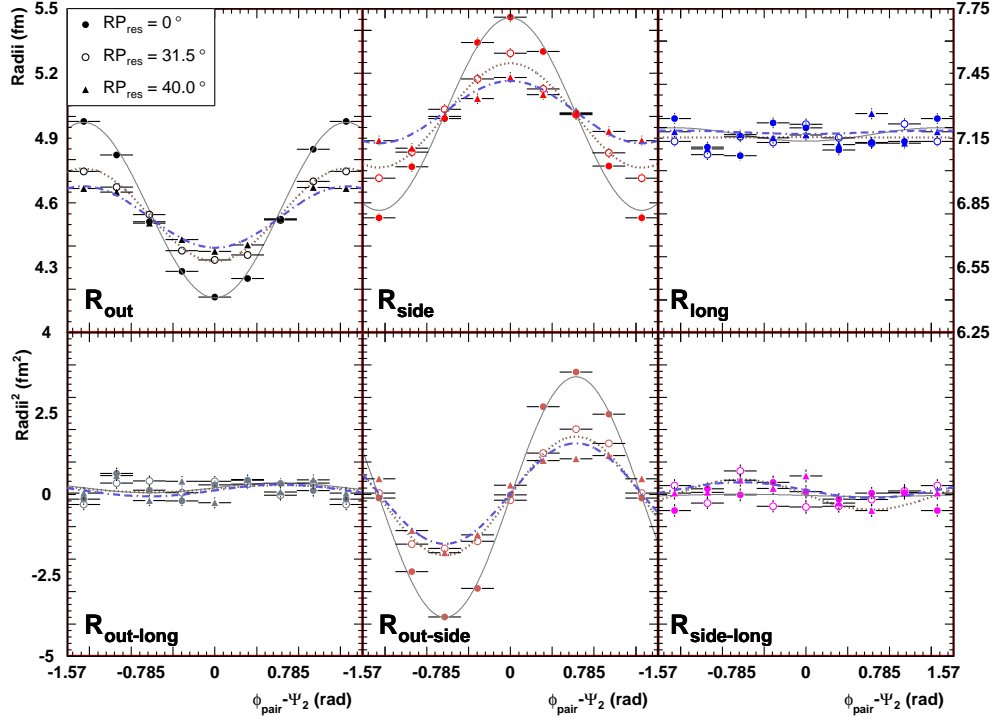 Radii (fm)
5.5
5.2
4.9
4.6
4.3
4
RP_res = 0 °
RP_res = 31.5 °
RP_res = 40.0 °
R_out
R_side
R_long
7.75
7.45
7.15
6.85
6.55
6.25
Radii² (fm²)
2.5
0
-2.5
-5
R_out-long
R_out-side
R_side-long
-1.57 -0.785 0 0.785 -1.57 -0.785 0 0.785 -1.57 -0.785 0 0.785 1.57
ϕ_pair-Ψ_2 (rad) ϕ_pair-Ψ_2 (rad) ϕ_pair-Ψ_2 (rad)